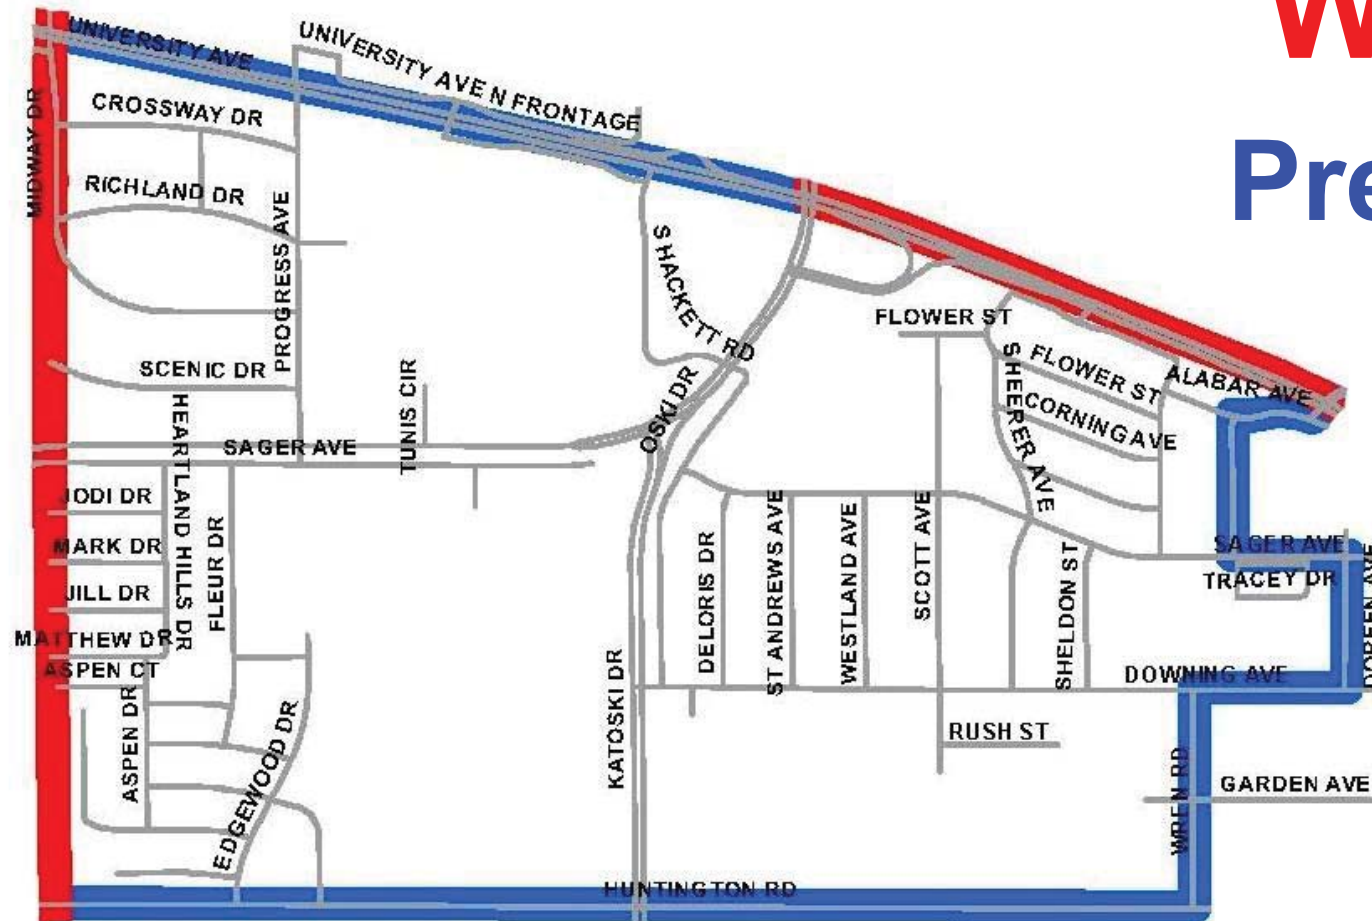 W
Pre
UNIVERSITY AVE
UNIVERSITY AVE N FRONTAGE
MIDWAY DR
CROSSWAY DR
RICHLAND DR
PROGRESS AVE
S HACKETT RD
FLOWER ST
SHEERER AVE
FLOWER ST
ALABAR AVE
CORNING AVE
SCENIC DR
TUNIS CIR
OSKI DR
HEARTLAND HILLS DR
SAGER AVE
JODI DR
MARK DR
JILL DR
FLEUR DR
MATTHEW DR
ASPEN CT
ASPEN DR
EDGEWOOD DR
KATOSKI DR
DELORIS DR
ST ANDREWS AVE
WESTLAND AVE
SCOTT AVE
SHELDON ST
SAGER AVE
TRACEY DR
DOREEN AVE
DOWNING AVE
RUSH ST
WREN RD
GARDEN AVE
HUNTINGTON RD